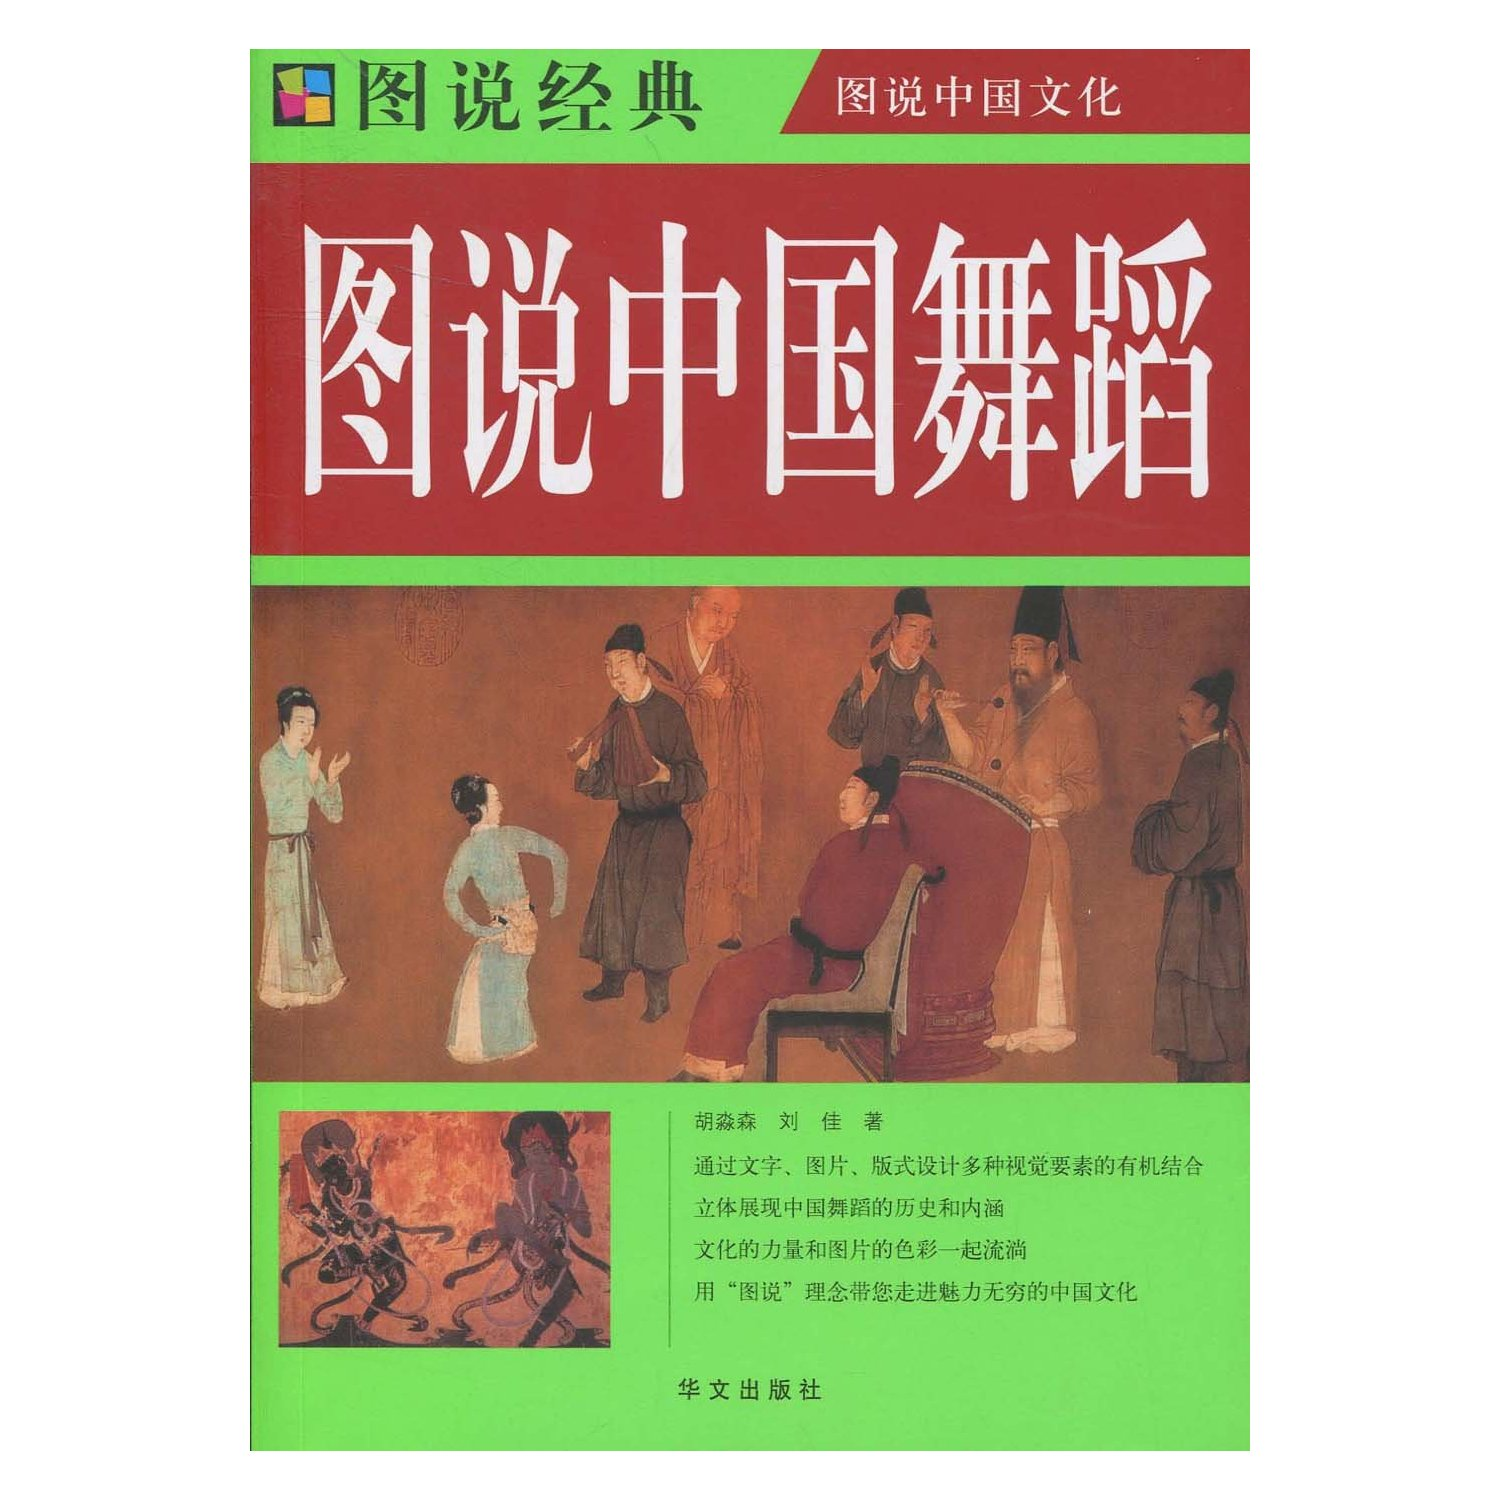 图说经典
图说中国文化
图说中国舞蹈
胡淼森 刘 佳 著
通过文字、图片、版式设计多种视觉要素的有机结合
立体展现中国舞蹈的历史和内涵
文化的力量和图片的色彩一起流淌
用“图说”理念带您走进魅力无穷的中国文化
华文出版社